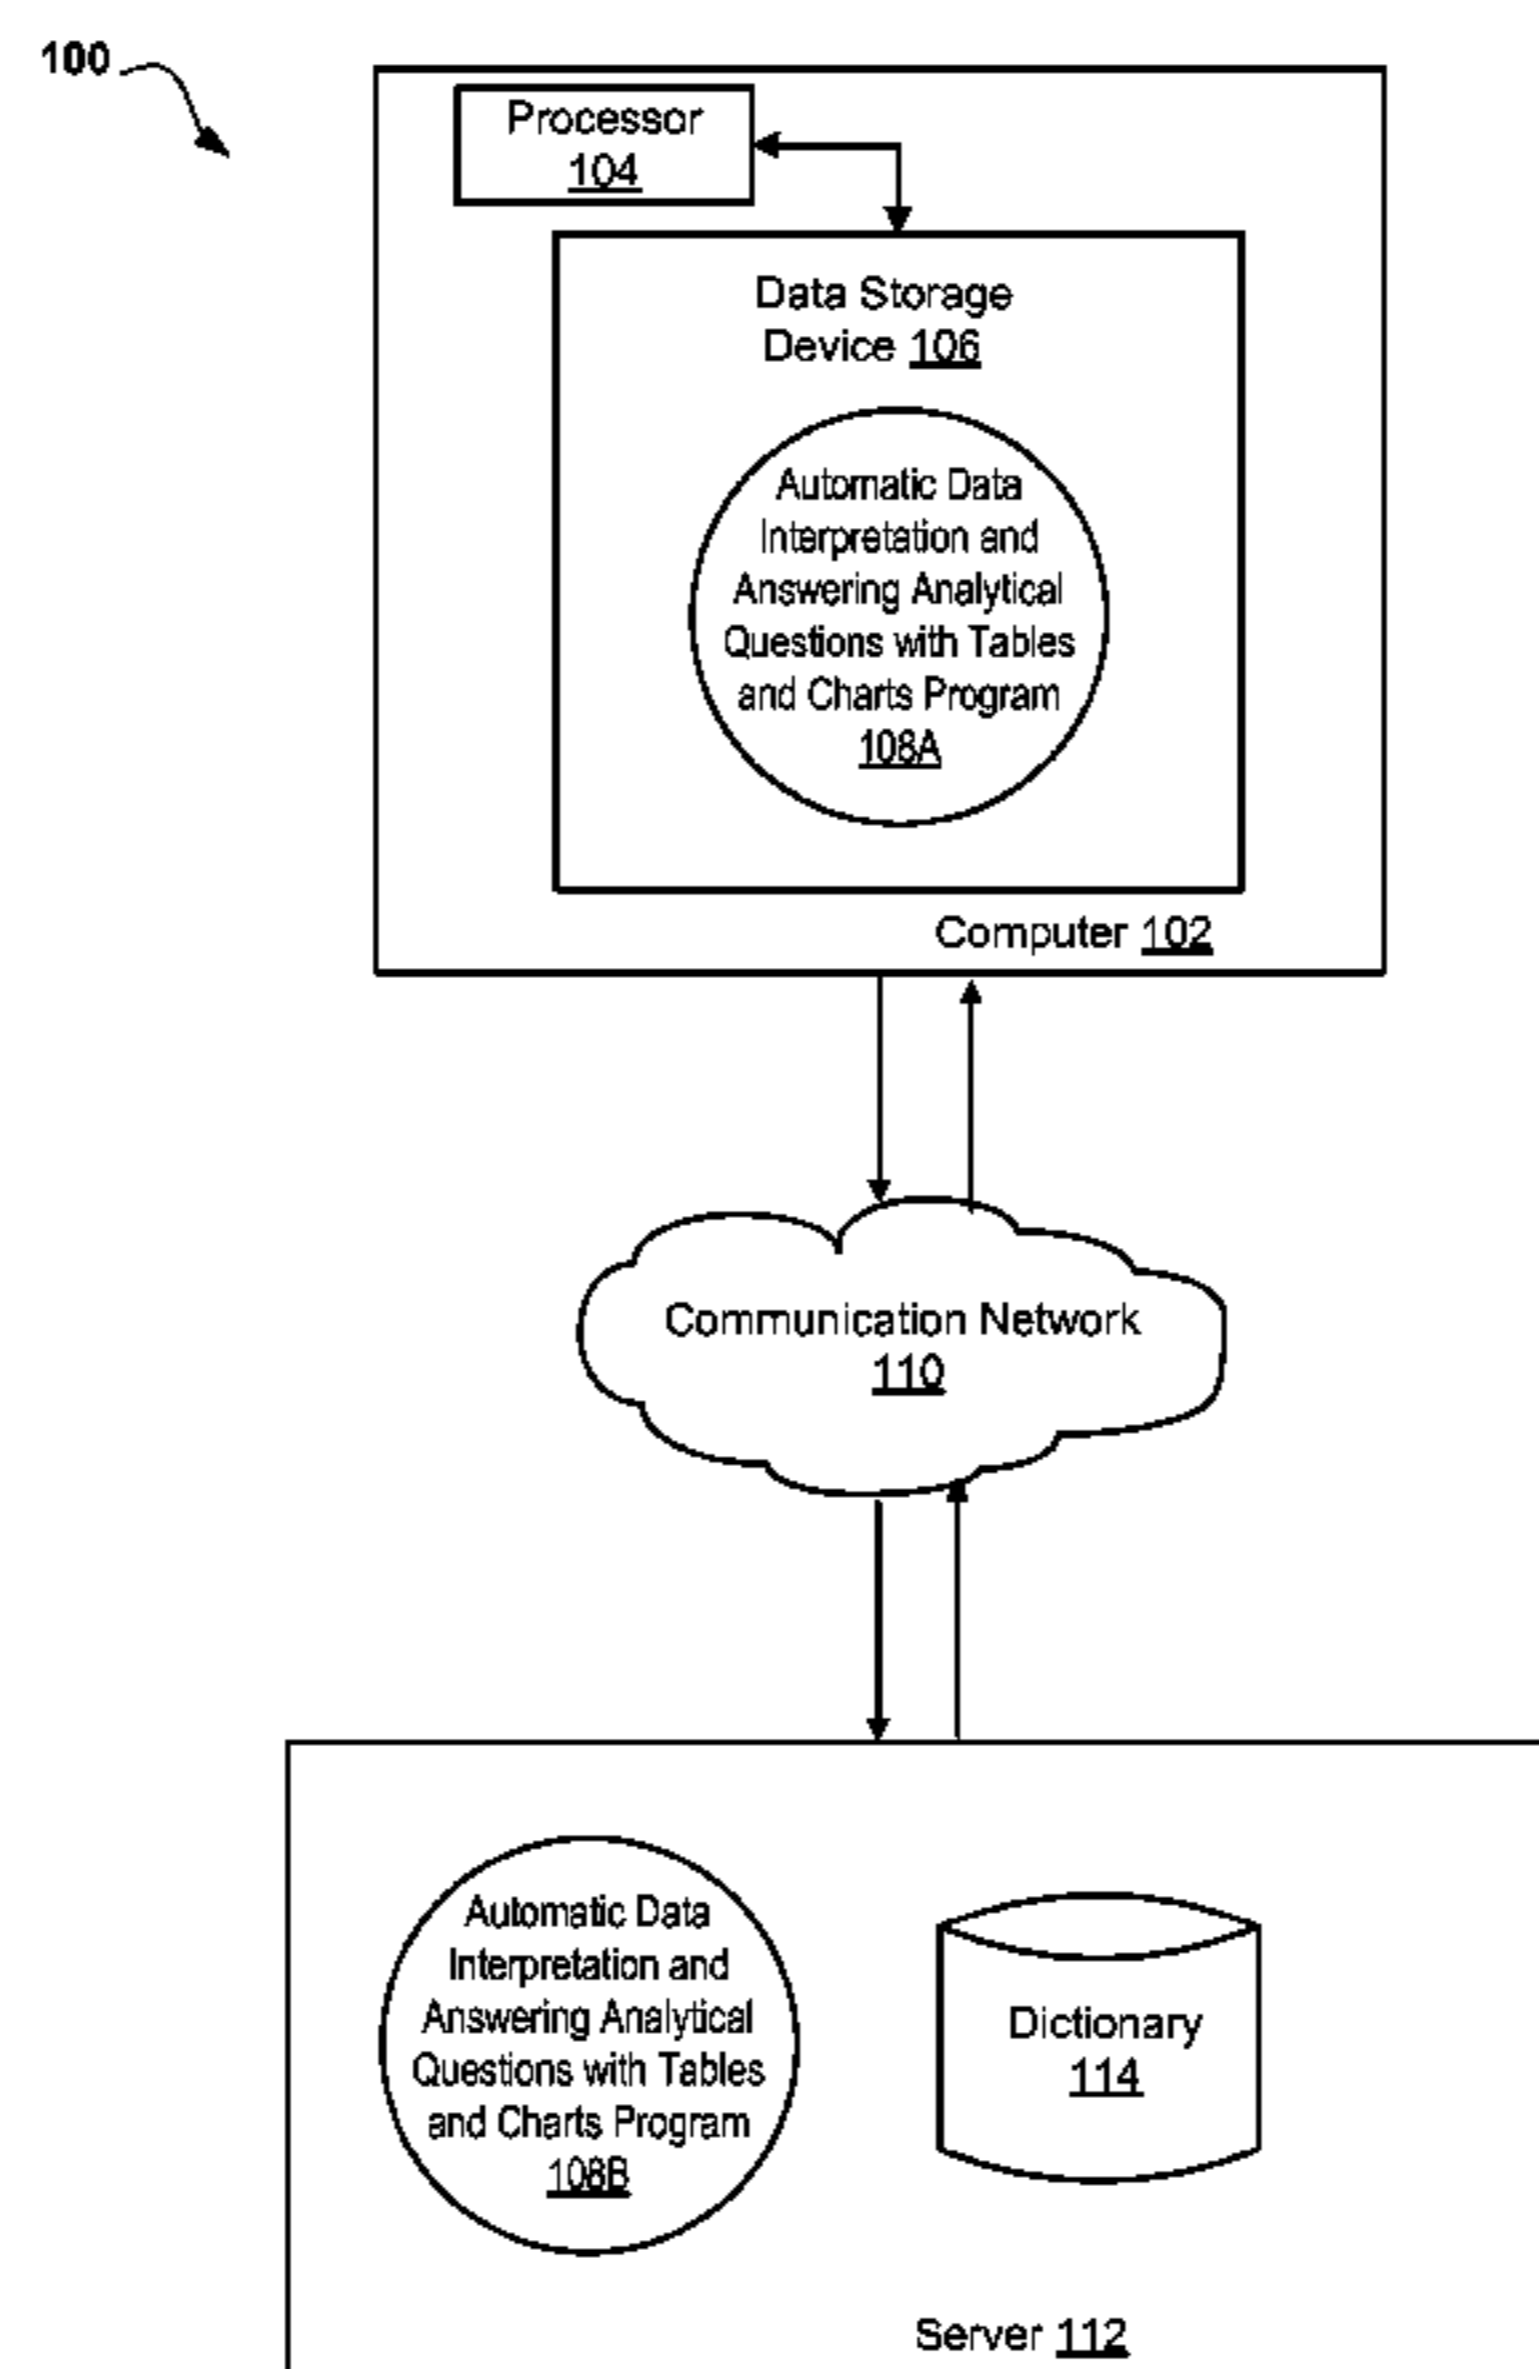 100
Processor
104
Data Storage
Device 106
Automatic Data
Interpretation and
Answering Analytical
Questions with Tables
and Charts Program
108A
Computer 102
Communication Network
110
Automatic Data
Interpretation and
Answering Analytical
Questions with Tables
and Charts Program
108B
Dictionary
114
Server 112